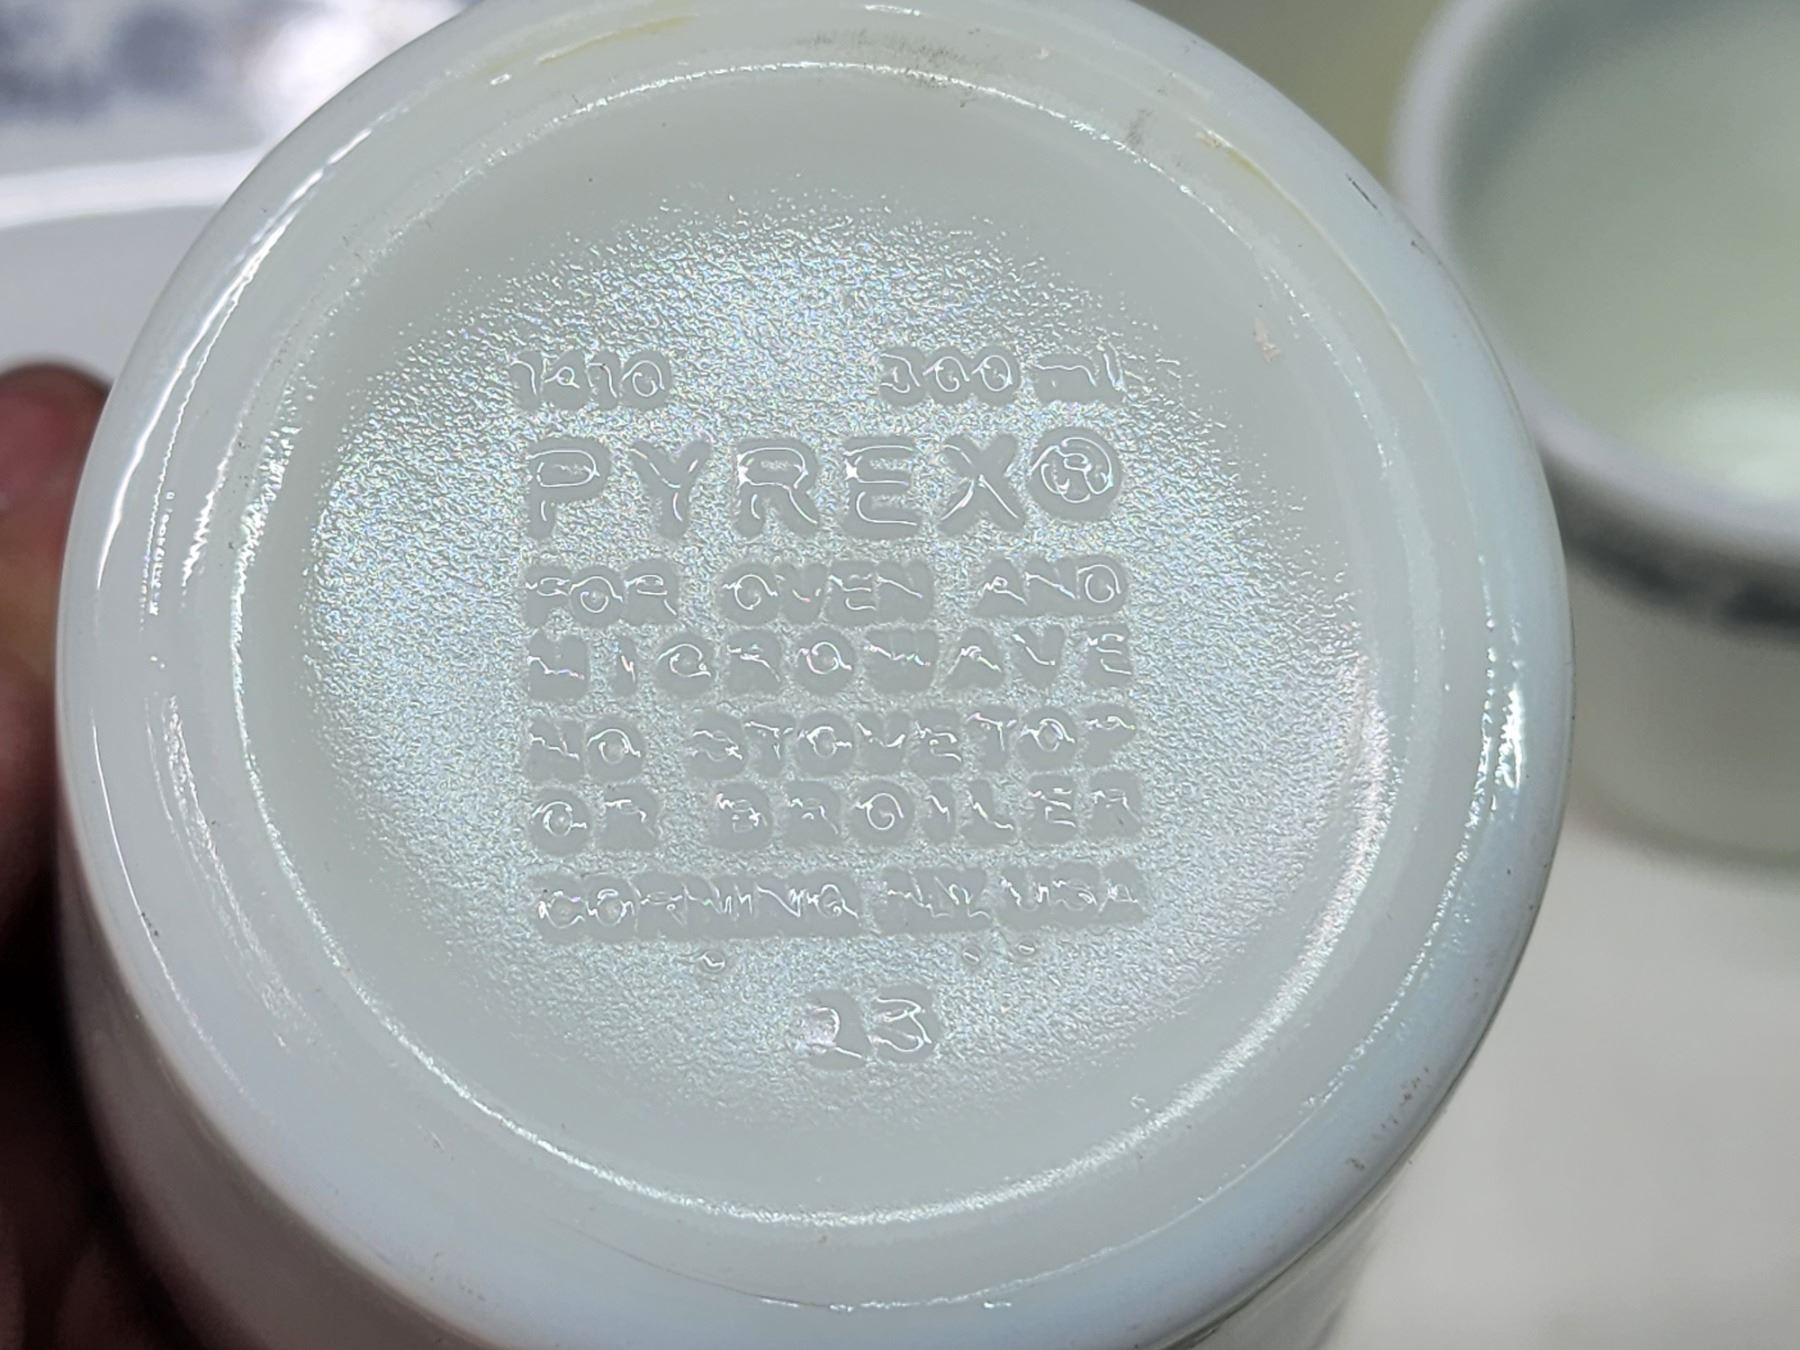 1410 300 ml
PYREX®
FOR OVEN AND
MICROWAVE
NO STOVETOP
OR BROILER
CORNING NY USA
23